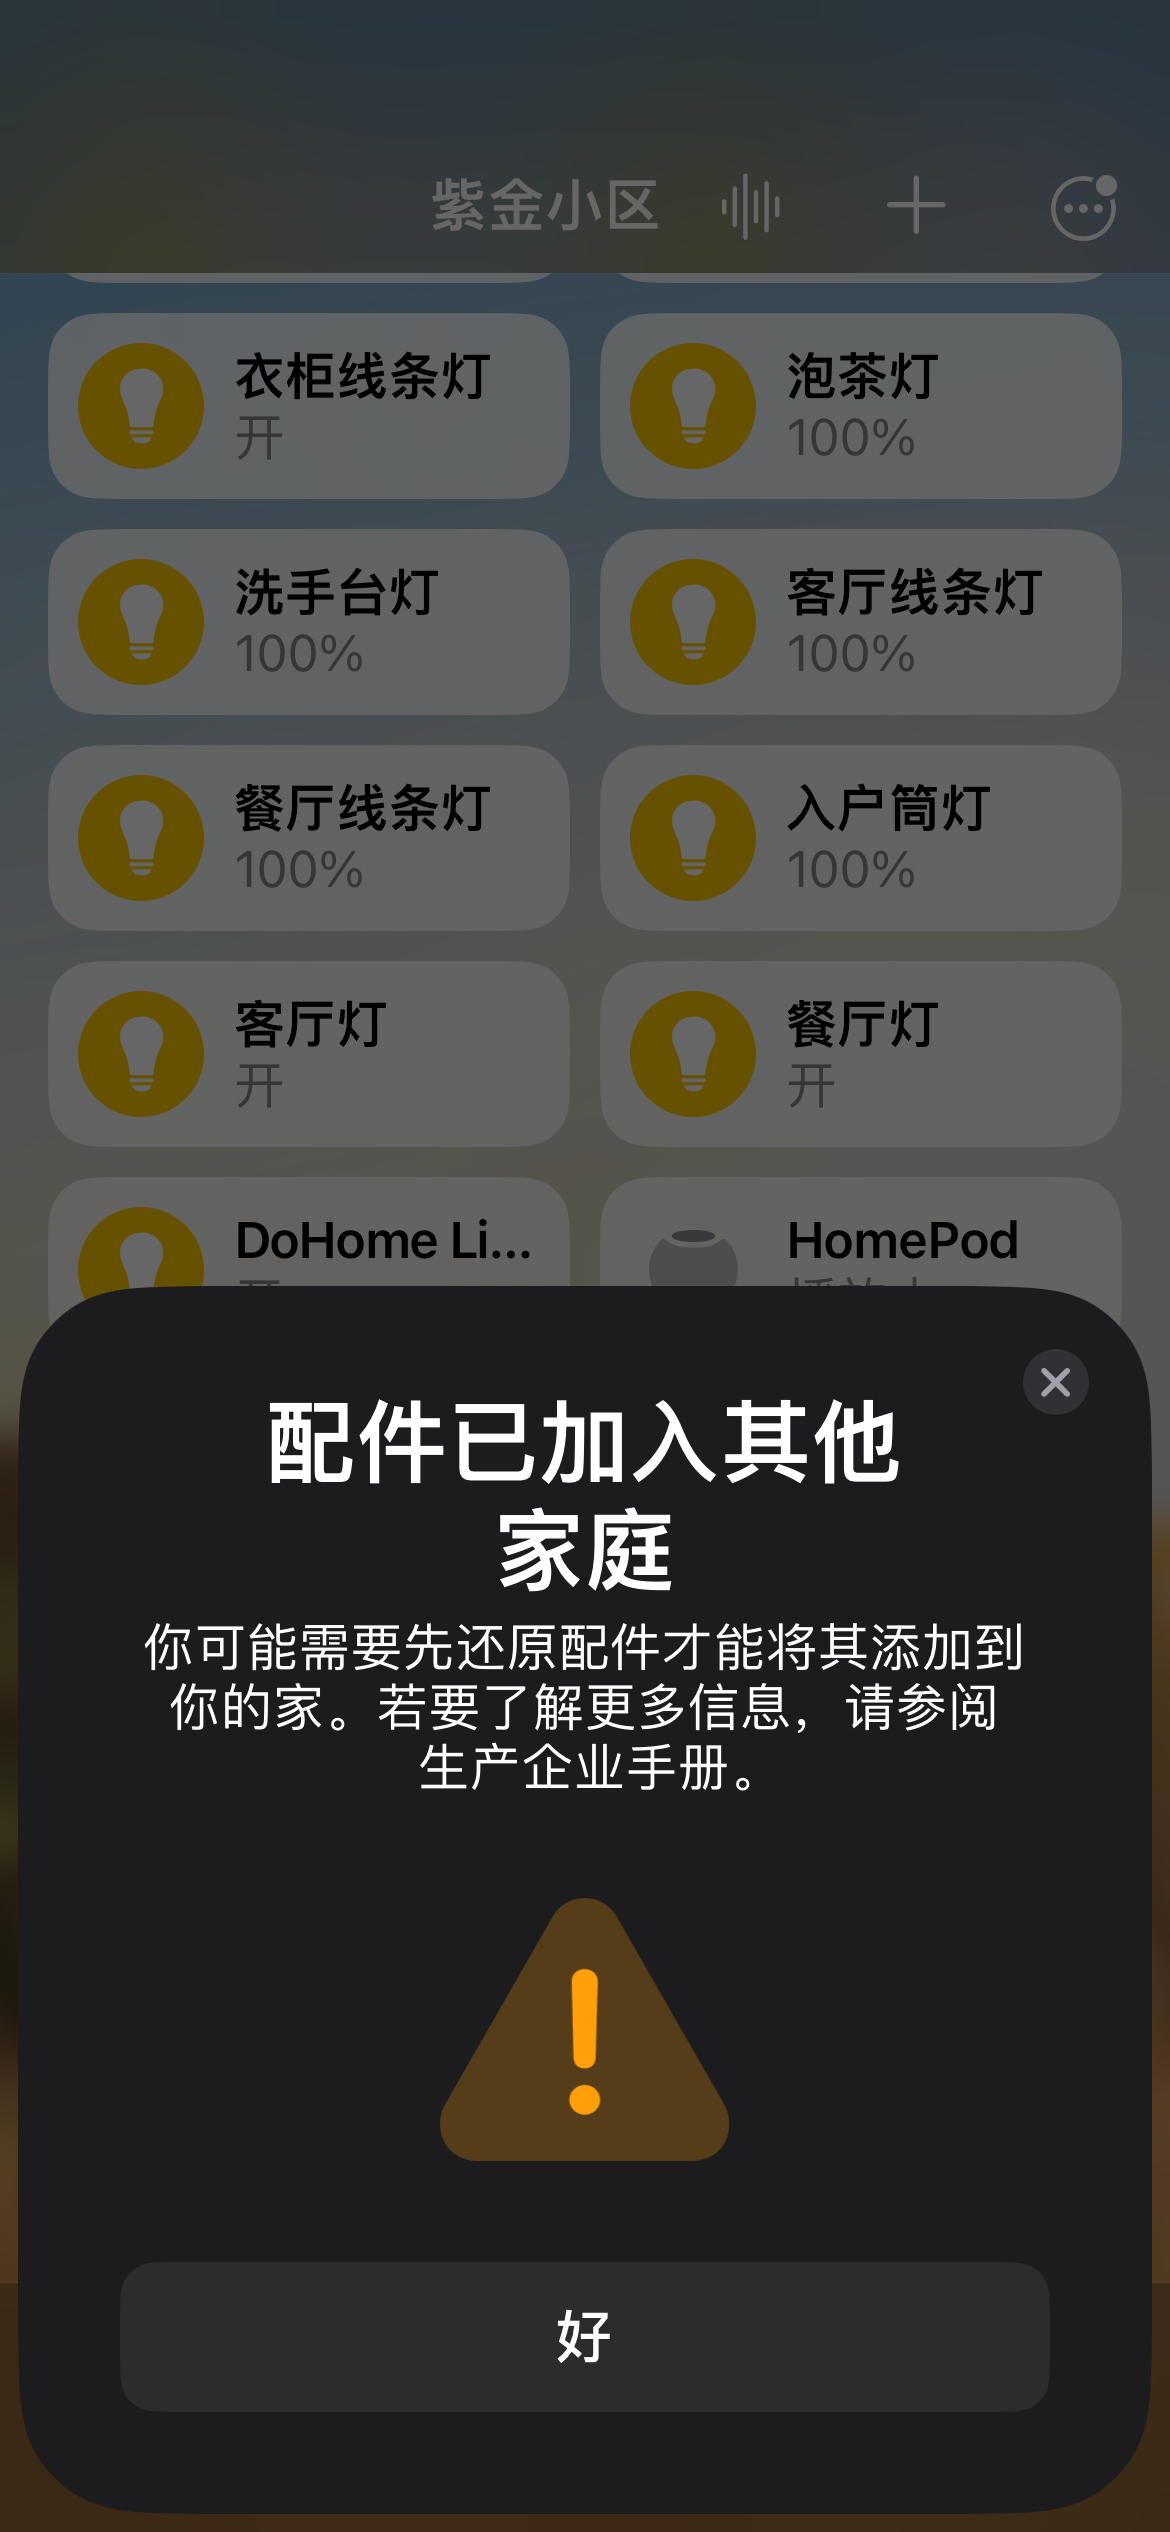 紫金小区
衣柜线条灯
开
泡茶灯
100%
洗手台灯
100%
客厅线条灯
100%
餐厅线条灯
100%
入户筒灯
100%
客厅灯
开
餐厅灯
开
DoHome Li...
HomePod
配件已加入其他
家庭
你可能需要先还原配件才能将其添加到
你的家。若要了解更多信息，请参阅
生产企业手册。
好